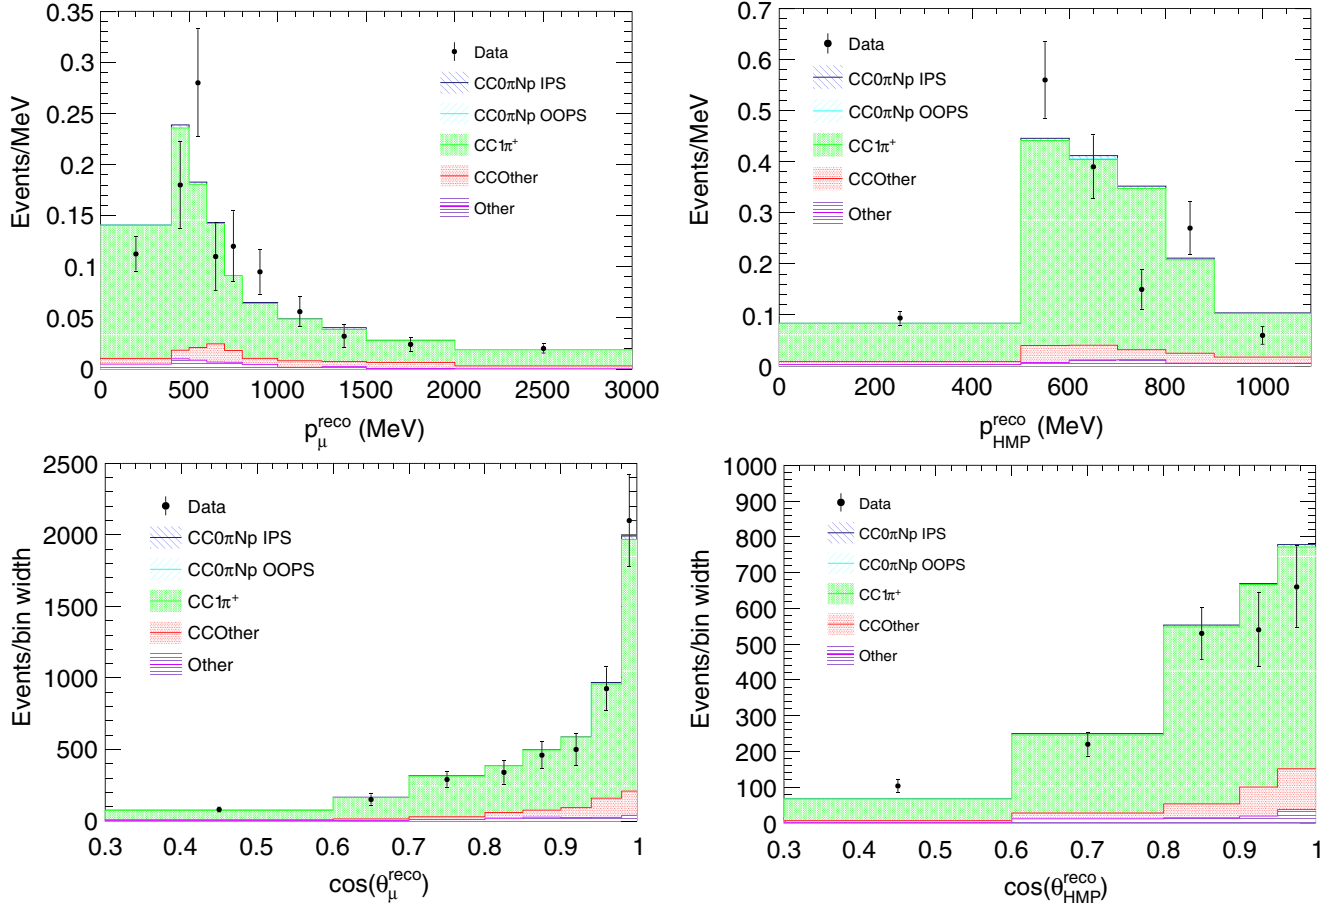 Events/MeV
0.35
0.3
0.25
0.2
0.15
0.1
0.05
0
Data
CC0πNp IPS
CC0πNp OOPS
CC1π⁺
CCOther
Other
0 500 1000 1500 2000 2500 3000
p_μ^reco (MeV)
Events/MeV
0.7
0.6
0.5
0.4
0.3
0.2
0.1
0
Data
CC0πNp IPS
CC0πNp OOPS
CC1π⁺
CCOther
Other
0 200 400 600 800 1000
p_HMP^reco (MeV)
Events/bin width
2500
2000
1500
1000
500
0
Data
CC0πNp IPS
CC0πNp OOPS
CC1π⁺
CCOther
Other
0.3 0.4 0.5 0.6 0.7 0.8 0.9 1
cos(θ_μ^reco)
Events/bin width
1000
900
800
700
600
500
400
300
200
100
0
Data
CC0πNp IPS
CC0πNp OOPS
CC1π⁺
CCOther
Other
0.3 0.4 0.5 0.6 0.7 0.8 0.9 1
cos(θ_HMP^reco)